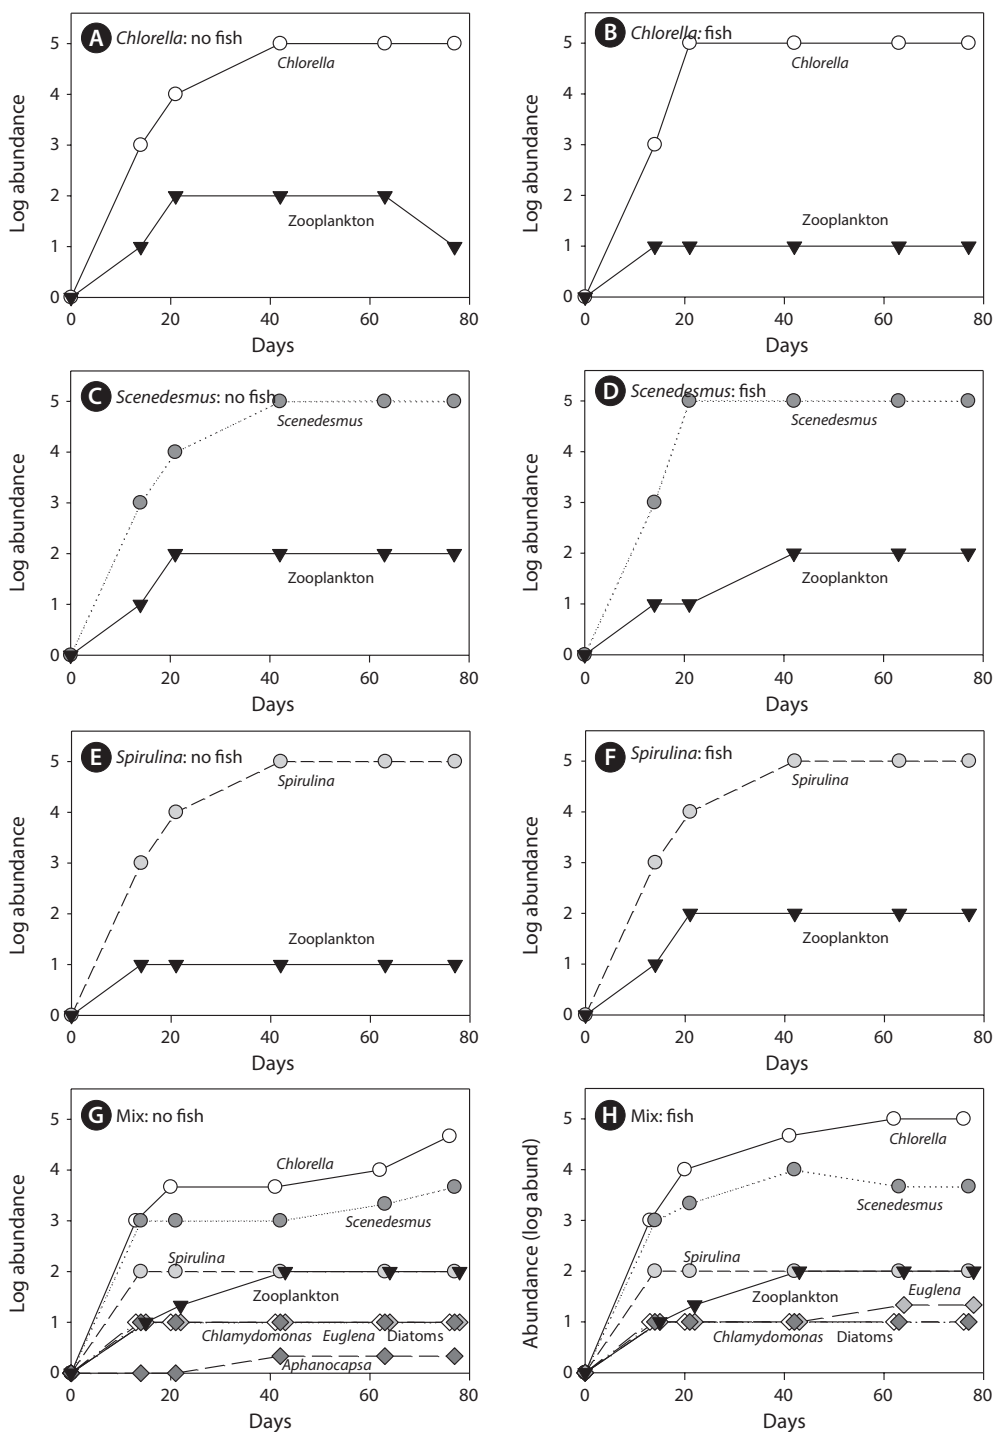 A Chlorella: no fish
Log abundance
5
4
3
2
1
0
Chlorella
Zooplankton
0 20 40 60 80
Days
B Chlorella: fish
Log abundance
5
4
3
2
1
0
Chlorella
Zooplankton
0 20 40 60 80
Days
C Scenedesmus: no fish
Log abundance
5
4
3
2
1
0
Scenedesmus
Zooplankton
0 20 40 60 80
Days
D Scenedesmus: fish
Log abundance
5
4
3
2
1
0
Scenedesmus
Zooplankton
0 20 40 60 80
Days
E Spirulina: no fish
Log abundance
5
4
3
2
1
0
Spirulina
Zooplankton
0 20 40 60 80
Days
F Spirulina: fish
Log abundance
5
4
3
2
1
0
Spirulina
Zooplankton
0 20 40 60 80
Days
G Mix: no fish
Log abundance
5
4
3
2
1
0
Chlorella
Scenedesmus
Spirulina
Zooplankton
Chlamydomonas Euglena Diatoms
Aphanocapsa
0 20 40 60 80
Days
H Mix: fish
Abundance (log abund)
5
4
3
2
1
0
Chlorella
Scenedesmus
Spirulina
Euglena
Zooplankton
Chlamydomonas Diatoms
0 20 40 60 80
Days